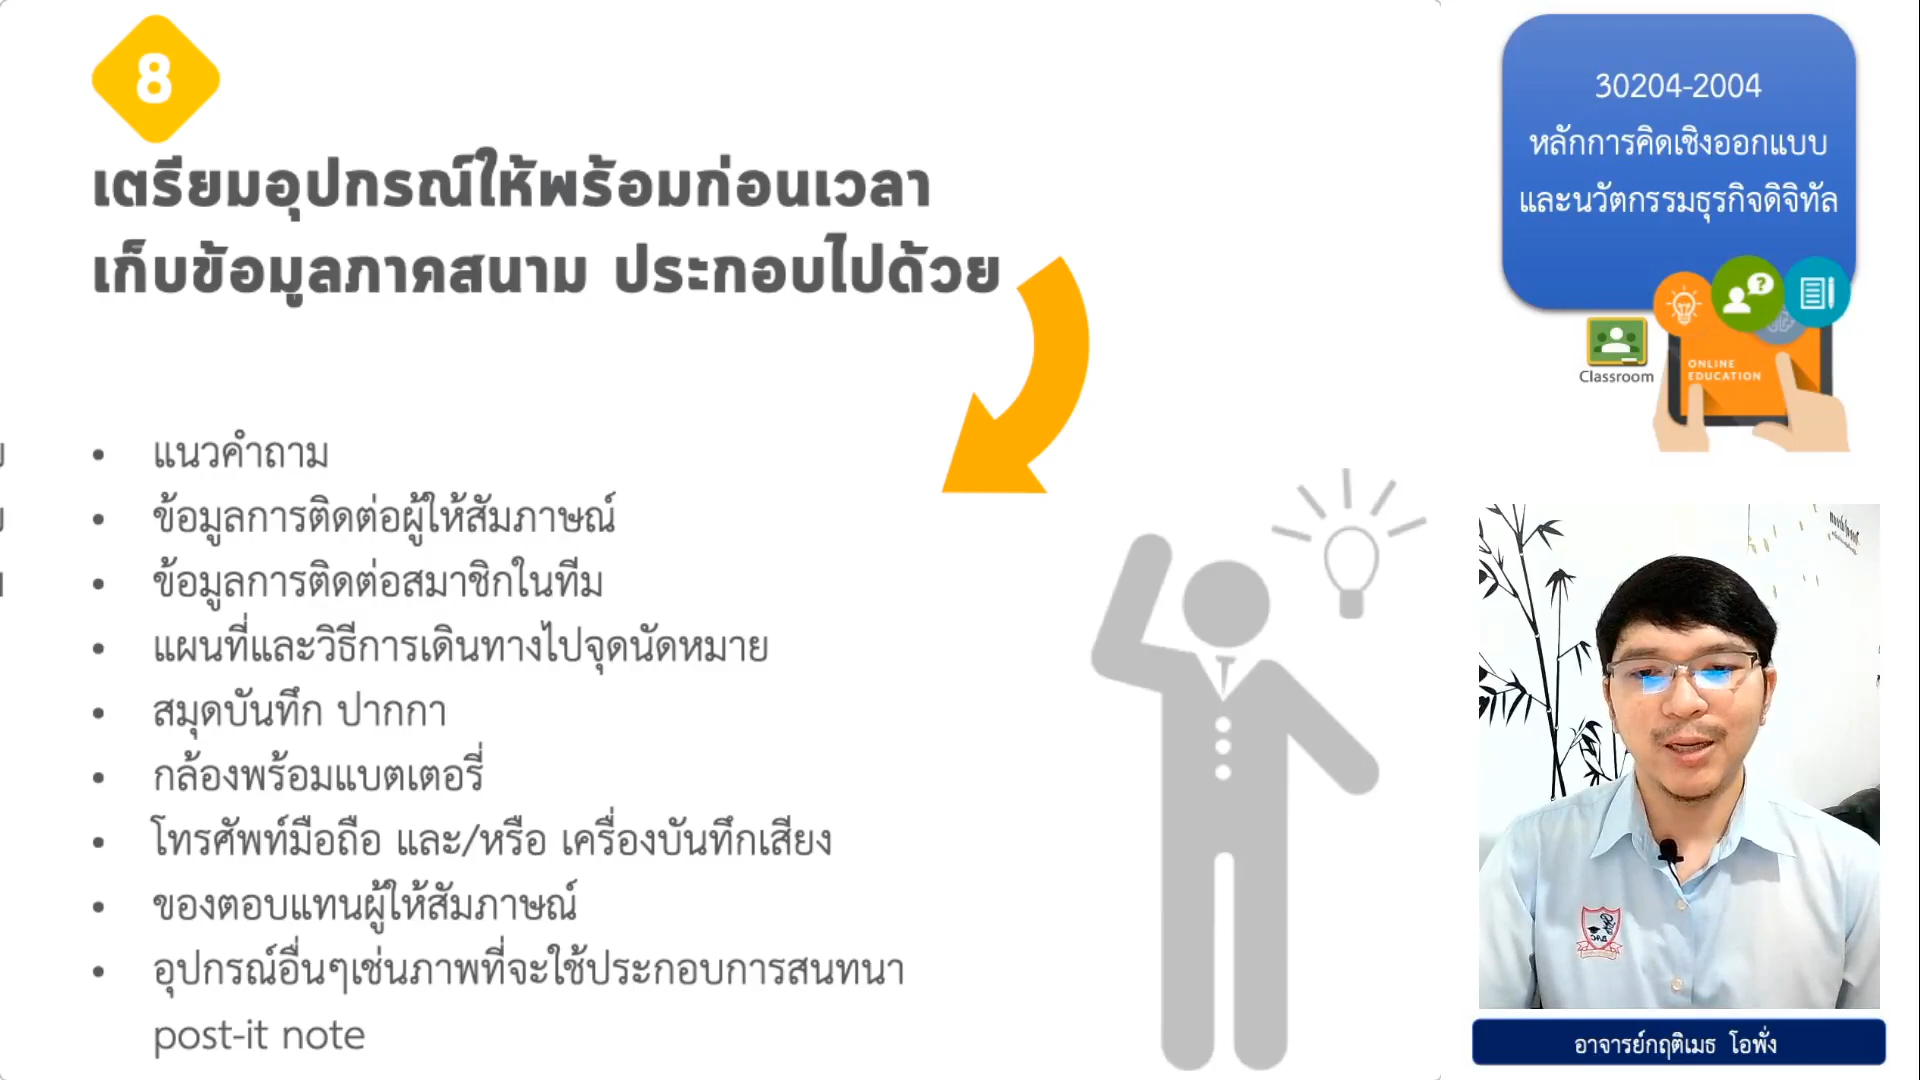 8
เตรียมอุปกรณ์ให้พร้อมก่อนเวลา
เก็บข้อมูลภาคสนาม ประกอบไปด้วย
• แนวคำถาม
• ข้อมูลการติดต่อผู้ให้สัมภาษณ์
• ข้อมูลการติดต่อสมาชิกในทีม
• แผนที่และวิธีการเดินทางไปจุดนัดหมาย
• สมุดบันทึก ปากกา
• กล้องพร้อมแบตเตอรี่
• โทรศัพท์มือถือ และ/หรือ เครื่องบันทึกเสียง
• ของตอบแทนผู้ให้สัมภาษณ์
• อุปกรณ์อื่นๆเช่นภาพที่จะใช้ประกอบการสนทนา
post-it note
30204-2004
หลักการคิดเชิงออกแบบ
และนวัตกรรมธุรกิจดิจิทัล
Classroom
ONLINE
EDUCATION
อาจารย์กฤติเมธ โอพั่ง